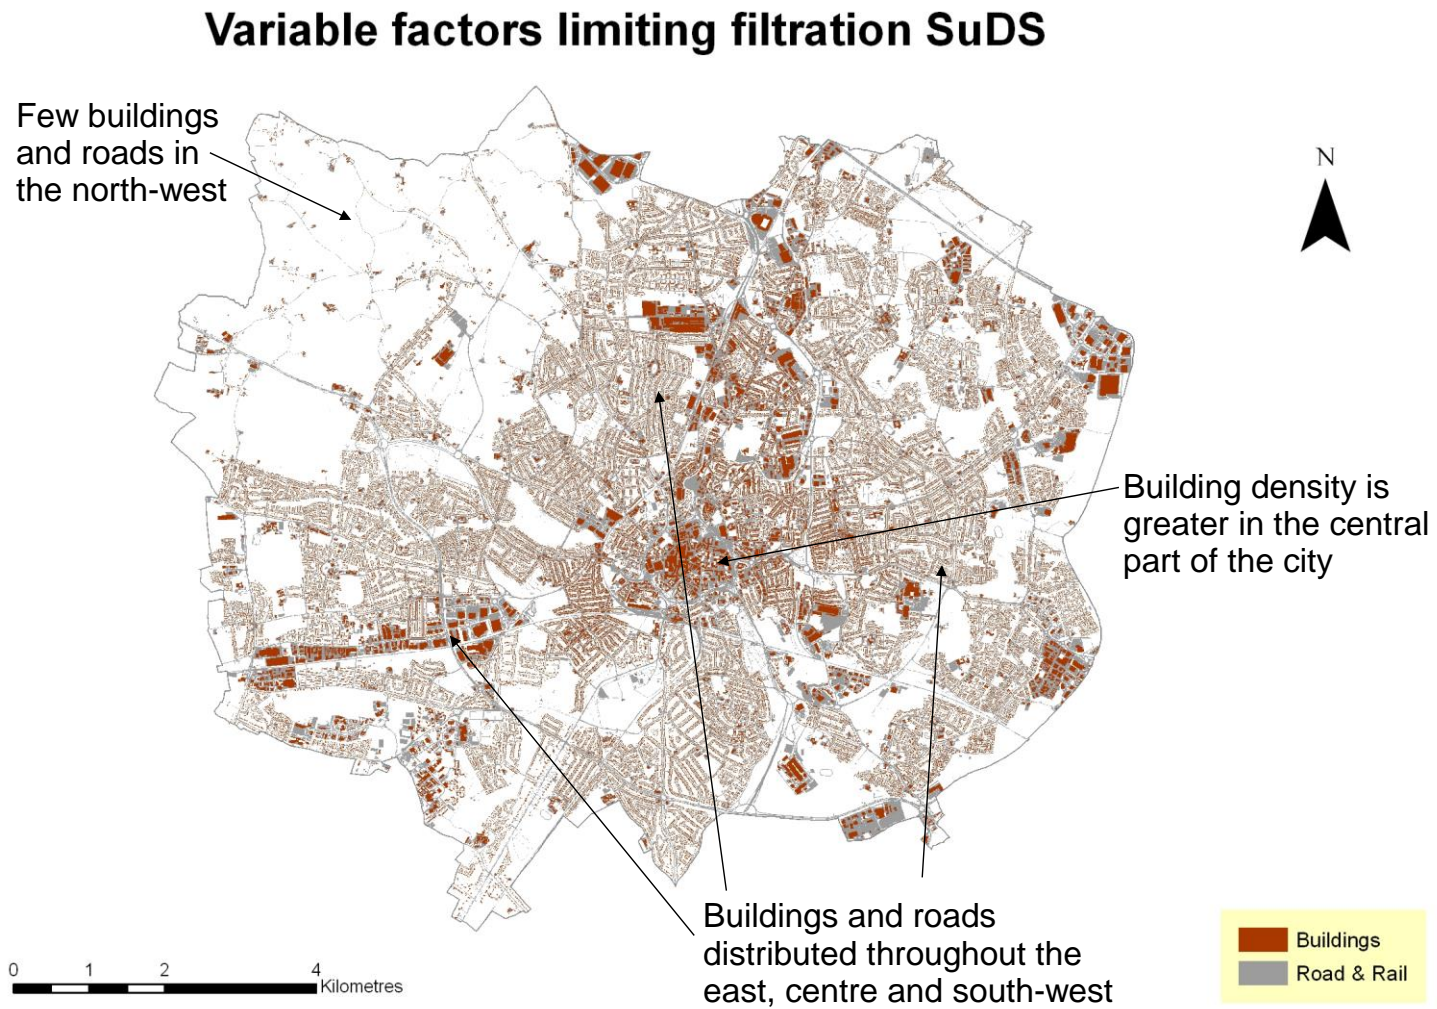 Variable factors limiting filtration SuDS
Few buildings
and roads in
the north-west
N
Building density is
greater in the central
part of the city
Buildings and roads
distributed throughout the
east, centre and south-west
0 1 2 4
Kilometres
Buildings
Road & Rail